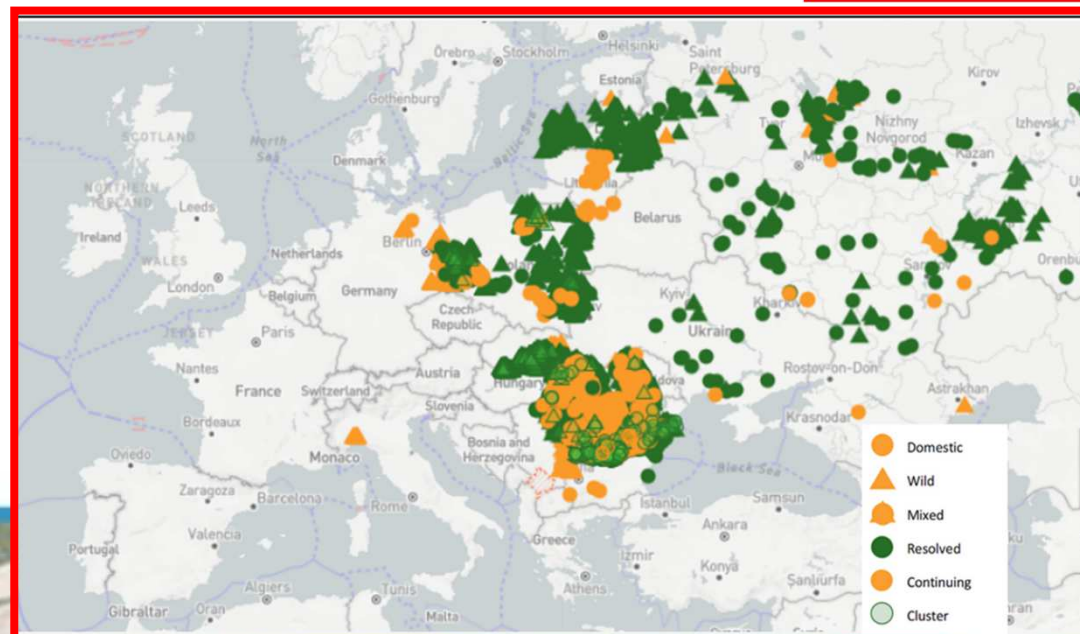 Örebro
Stockholm
Helsinki
Saint
Petersburg
Estonia
Kirov
Gothenburg
SCOTLAND
North
Sea
Baltic Sea
Tver
Nizhny
Novgorod
Izhevsk
Kazan
Denmark
NORTHERN
IRELAND
Leeds
Ireland
Belarus
Berlin
WALES
Netherlands
London
Germany
Belgium
Kyiv
JERSEY
Paris
Czech
Republic
Ukraine
Nantes
Austria
Rostov-on-Don
France
Switzerland
Hungary
Astrakhan
Slovenia
Krasnodar
Bordeaux
Bosnia and
Herzegovina
Oviedo
Monaco
Black Sea
Zaragoza
Barcelona
Rome
Istanbul
Samsun
Ankara
Valencia
Greece
Portugal
Izmir
Konya
Şanlıurfa
Athens
Algiers
Tunis
Gibraltar
Oran
Malta
Domestic
Wild
Mixed
Resolved
Continuing
Cluster